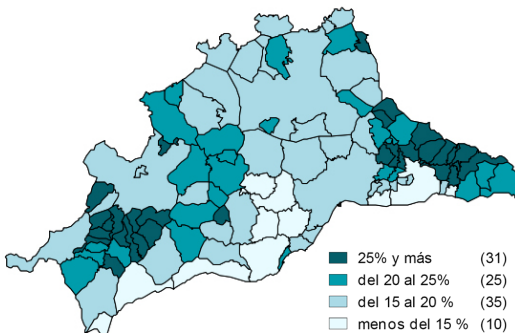 25% y más (31)
del 20 al 25% (25)
del 15 al 20 % (35)
menos del 15 % (10)